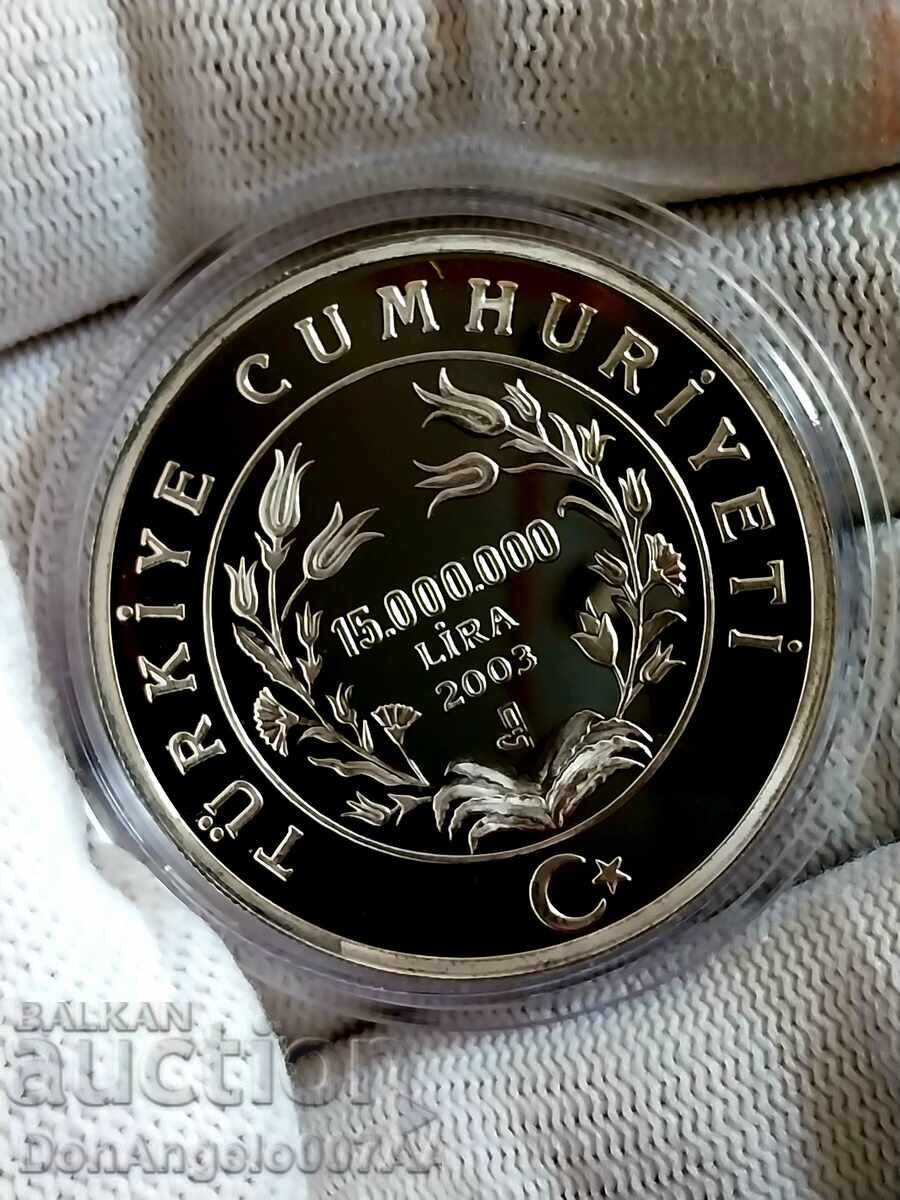 TÜRKİYE CUMHURİYETİ
15.000.000
LİRA
2003
BALKAN
auction
DonAngelo007A.